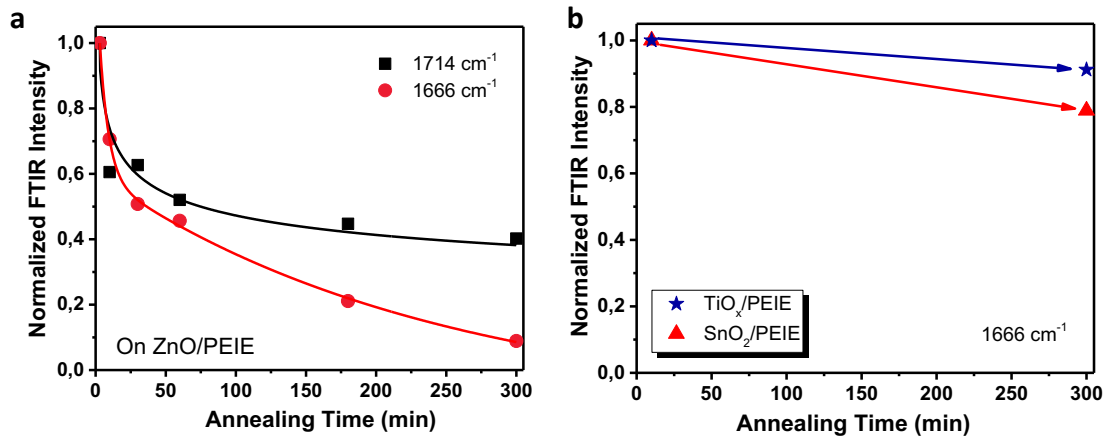 a
Normalized FTIR Intensity
1,0
0,8
0,6
0,4
0,2
0,0
1714 cm⁻¹
1666 cm⁻¹
On ZnO/PEIE
0 50 100 150 200 250 300
Annealing Time (min)
b
Normalized FTIR Intensity
1,0
0,8
0,6
0,4
0,2
0,0
TiOₓ/PEIE
SnO₂/PEIE
1666 cm⁻¹
0 50 100 150 200 250 300
Annealing Time (min)